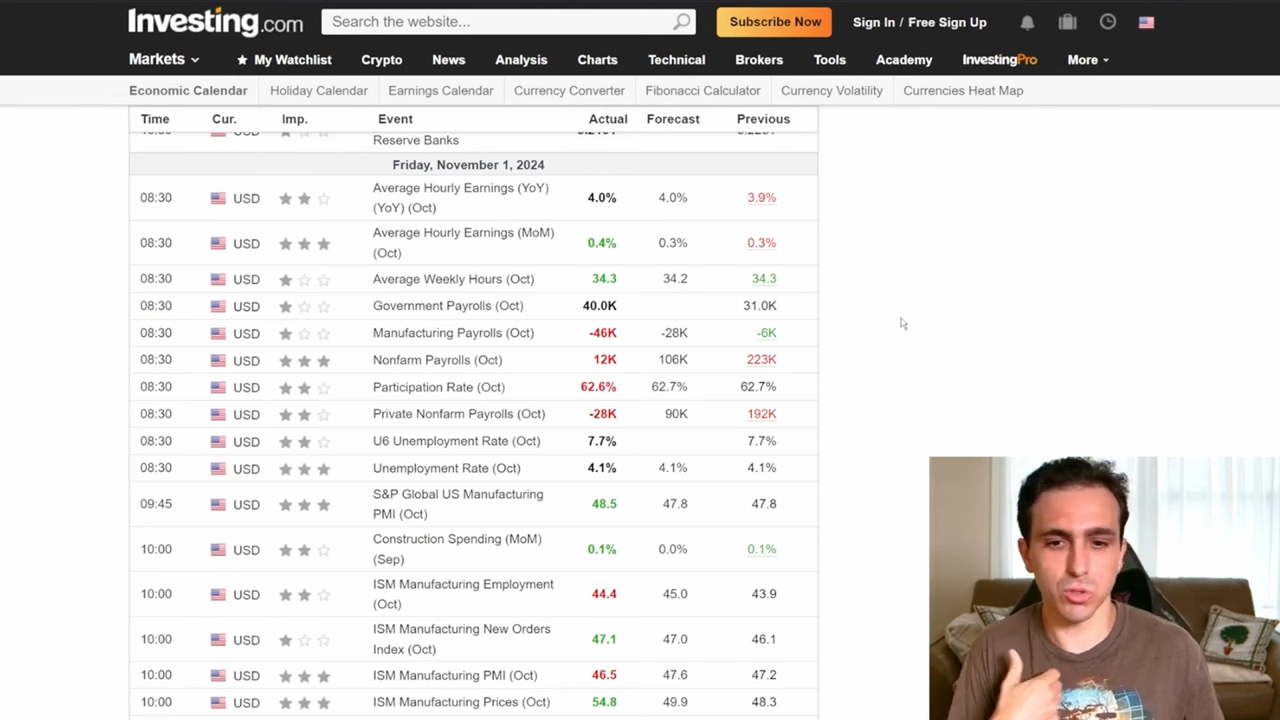 Investing.com Search the website... Subscribe Now Sign In / Free Sign Up
Markets My Watchlist Crypto News Analysis Charts Technical Brokers Tools Academy InvestingPro More
Economic Calendar Holiday Calendar Earnings Calendar Currency Converter Fibonacci Calculator Currency Volatility Currencies Heat Map
Time Cur. Imp. Event Actual Forecast Previous
Reserve Banks
Friday, November 1, 2024
08:30 USD Average Hourly Earnings (YoY) 4.0% 4.0% 3.9%
(YoY) (Oct)
08:30 USD Average Hourly Earnings (MoM) 0.4% 0.3% 0.3%
(Oct)
08:30 USD Average Weekly Hours (Oct) 34.3 34.2 34.3
08:30 USD Government Payrolls (Oct) 40.0K 31.0K
08:30 USD Manufacturing Payrolls (Oct) -46K -28K -6K
08:30 USD Nonfarm Payrolls (Oct) 12K 106K 223K
08:30 USD Participation Rate (Oct) 62.6% 62.7% 62.7%
08:30 USD Private Nonfarm Payrolls (Oct) -28K 90K 192K
08:30 USD U6 Unemployment Rate (Oct) 7.7% 7.7%
08:30 USD Unemployment Rate (Oct) 4.1% 4.1% 4.1%
09:45 USD S&P Global US Manufacturing 48.5 47.8 47.8
PMI (Oct)
10:00 USD Construction Spending (MoM) 0.1% 0.0% 0.1%
(Sep)
10:00 USD ISM Manufacturing Employment 44.4 45.0 43.9
(Oct)
10:00 USD ISM Manufacturing New Orders 47.1 47.0 46.1
Index (Oct)
10:00 USD ISM Manufacturing PMI (Oct) 46.5 47.6 47.2
10:00 USD ISM Manufacturing Prices (Oct) 54.8 49.9 48.3